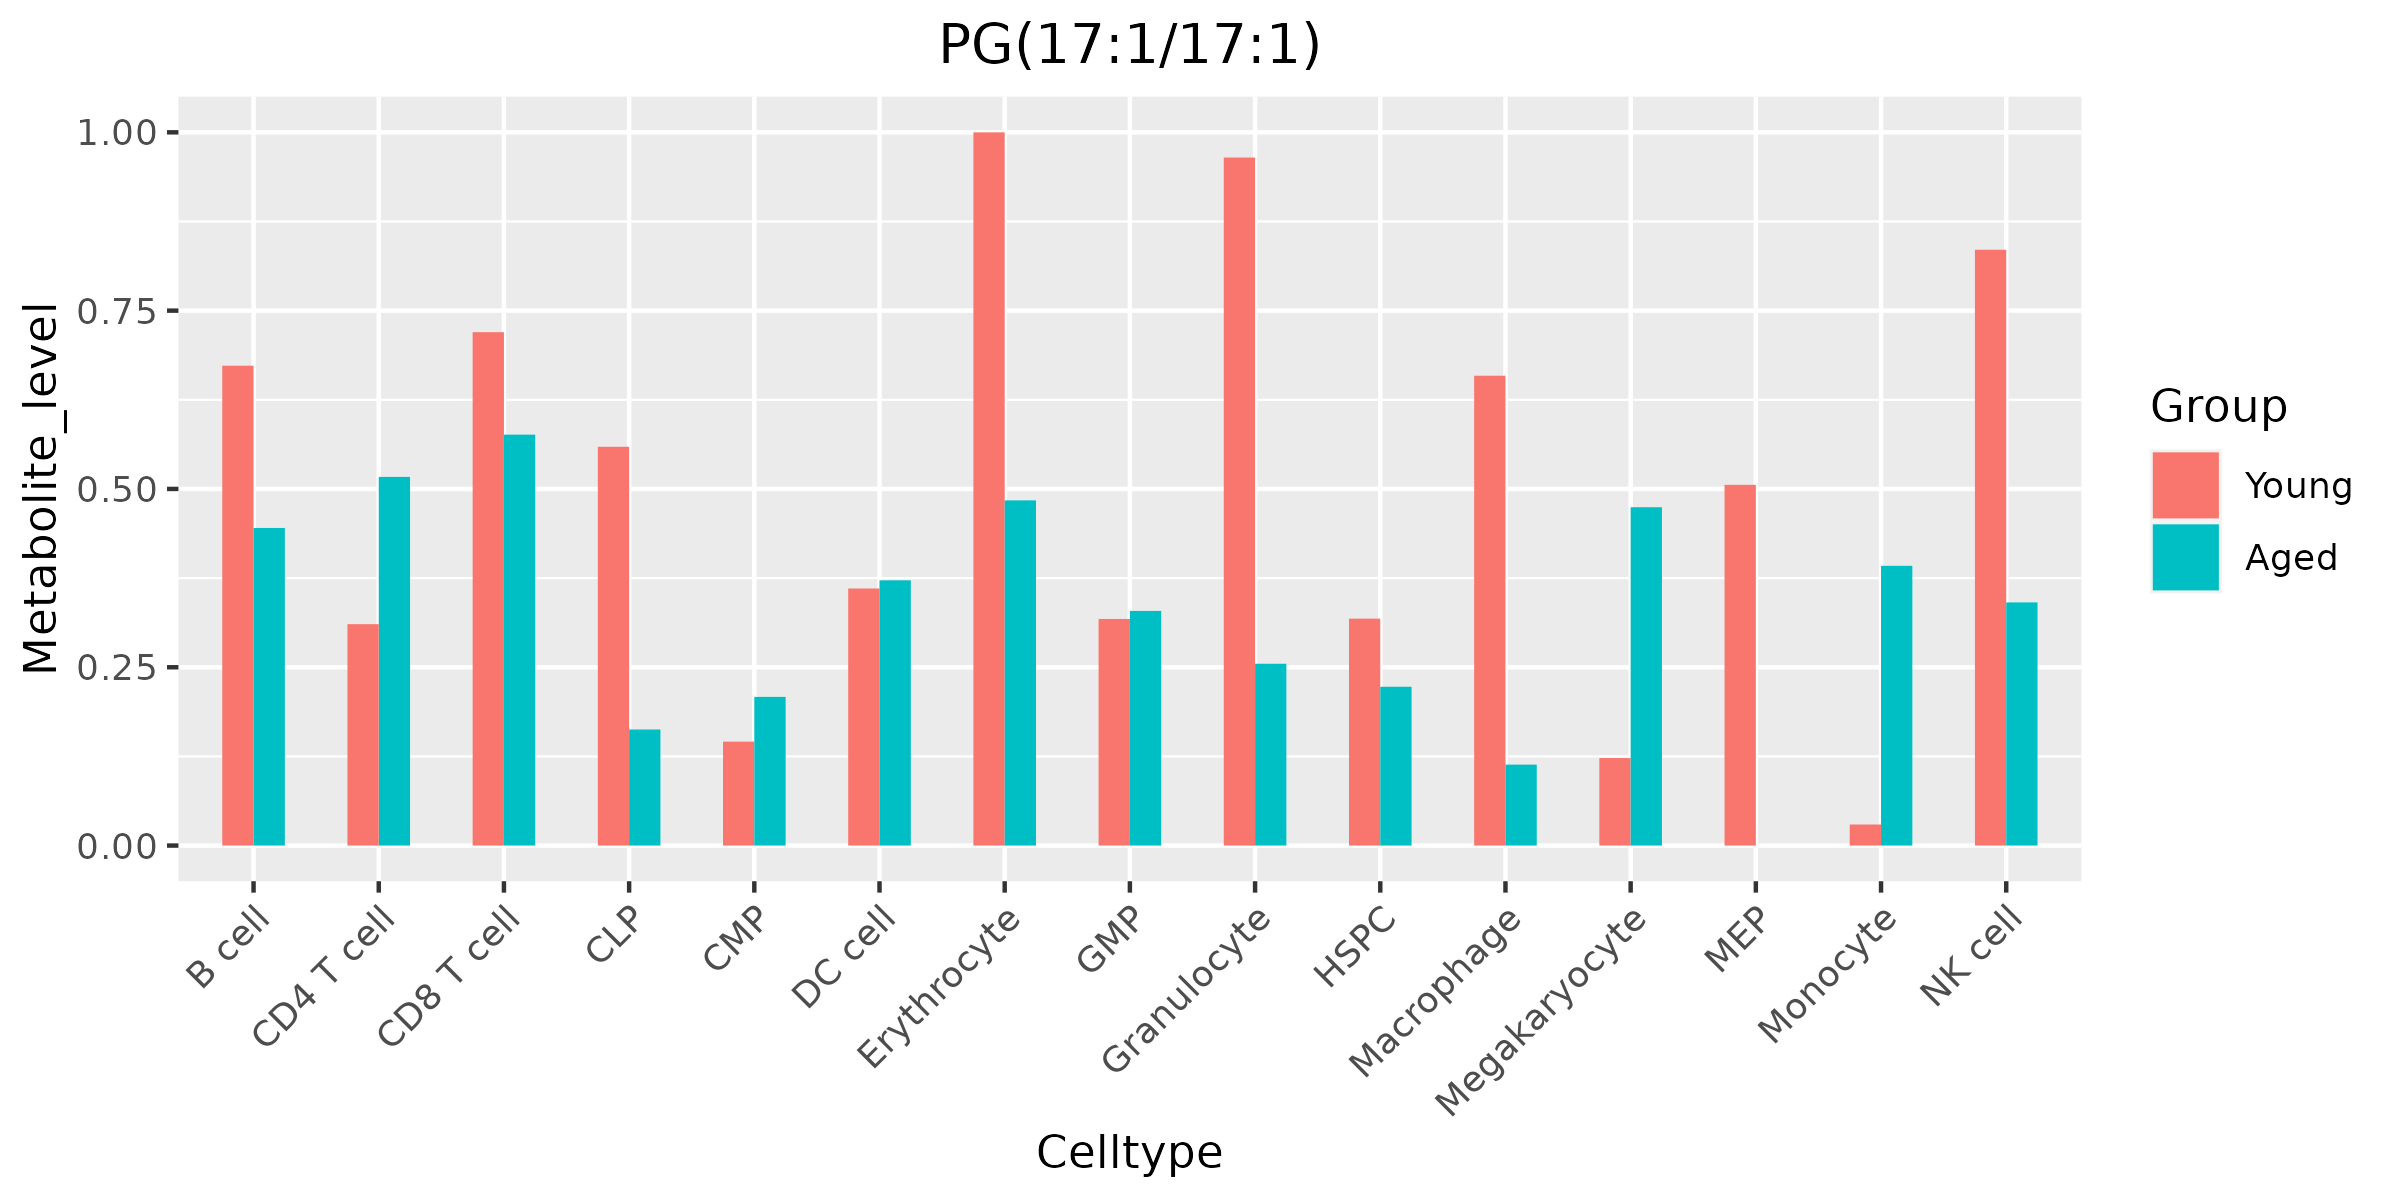 PG(17:1/17:1)
Metabolite_level
1.00
0.75
0.50
0.25
0.00
B cell
CD4 T cell
CD8 T cell
CLP
CMP
DC cell
Erythrocyte
GMP
Granulocyte
HSPC
Macrophage
Megakaryocyte
MEP
Monocyte
NK cell
Celltype
Group
Young
Aged